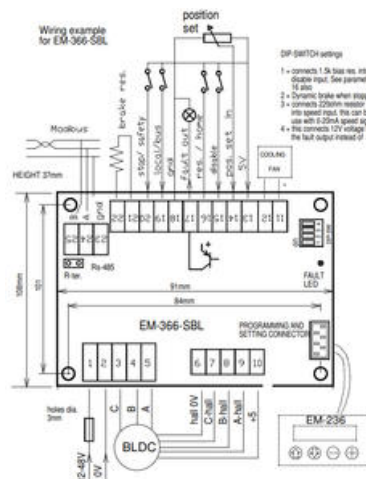 Wiring example
for EM-366-SBL
position
set
DIP-SWITCH settings
1 = connects 1.5k bias res. into
disable input. See parameter
16 also
2 = Dynamic brake when stopped
3 = connects 220ohm resistor
into speed input, this can be
use with 0-20mA speed
4 = this connects 12V voltage
the fault output instead of
Modbus
brake res.
stop/ safety
local/bus
gnd
fault out
res. / home
disable
pos. set in
5V
COOLING
FAN
HEIGHT 37mm
B
A
gnd
25 24 23
22 21 20 19 18 17 16 15 14 13 12 11
R-ter.
Rs-485
L+
FAULT
LED
108mm
101
91mm
84mm
EM-366-SBL
PROGRAMMING AND
SETTING CONNECTOR
1 2 3 4 5
6 7 8 9 10
holes dia.
3mm
C
B
A
hall 0V
C-hall
B-hall
A-hall
+5
BLDC
EM-236
2-48V
0V